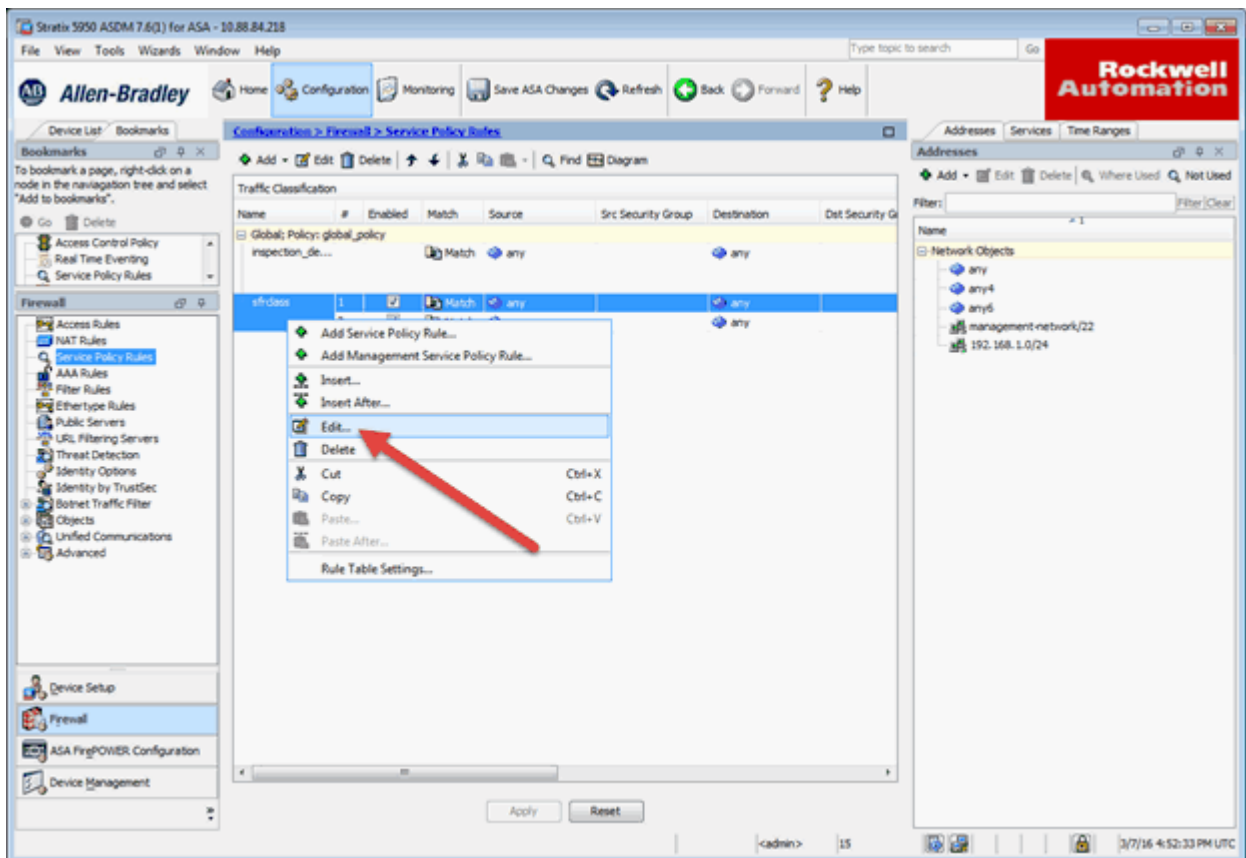 Stratix 5950 ASDM 7.6(1) for ASA - 10.88.84.218
File View Tools Wizards Window Help
Type topic to search Go
Rockwell
Automation
AB Allen-Bradley
Home Configuration Monitoring Save ASA Changes Refresh Back Forward Help
Device List Bookmarks
Bookmarks
To bookmark a page, right-click on a
node in the naviagation tree and select
"Add to bookmarks".
Go Delete
Access Control Policy
Real Time Eventing
Service Policy Rules
Firewall
Access Rules
NAT Rules
Service Policy Rules
AAA Rules
Filter Rules
Ethertype Rules
Public Servers
URL Filtering Servers
Threat Detection
Identity Options
Identity by TrustSec
Botnet Traffic Filter
Objects
Unified Communications
Advanced
Device Setup
Firewall
ASA FirePOWER Configuration
Device Management
Configuration > Firewall > Service Policy Rules
Add Edit Delete Find Diagram
Traffic Classification
Name # Enabled Match Source Src Security Group Destination Dst Security G
Global; Policy: global_policy
inspection_de.... Match any any
sfrclass 1 Match any any
any
Add Service Policy Rule...
Add Management Service Policy Rule...
Insert...
Insert After...
Edit...
Delete
Cut Ctrl+X
Copy Ctrl+C
Paste... Ctrl+V
Paste After...
Rule Table Settings...
Apply Reset
Addresses Services Time Ranges
Addresses
Add Edit Delete Where Used Not Used
Filter: Filter Clear
1
Name
Network Objects
any
any4
any6
management-network/22
192.168.1.0/24
<admin> 15 3/7/16 4:52:33 PM UTC